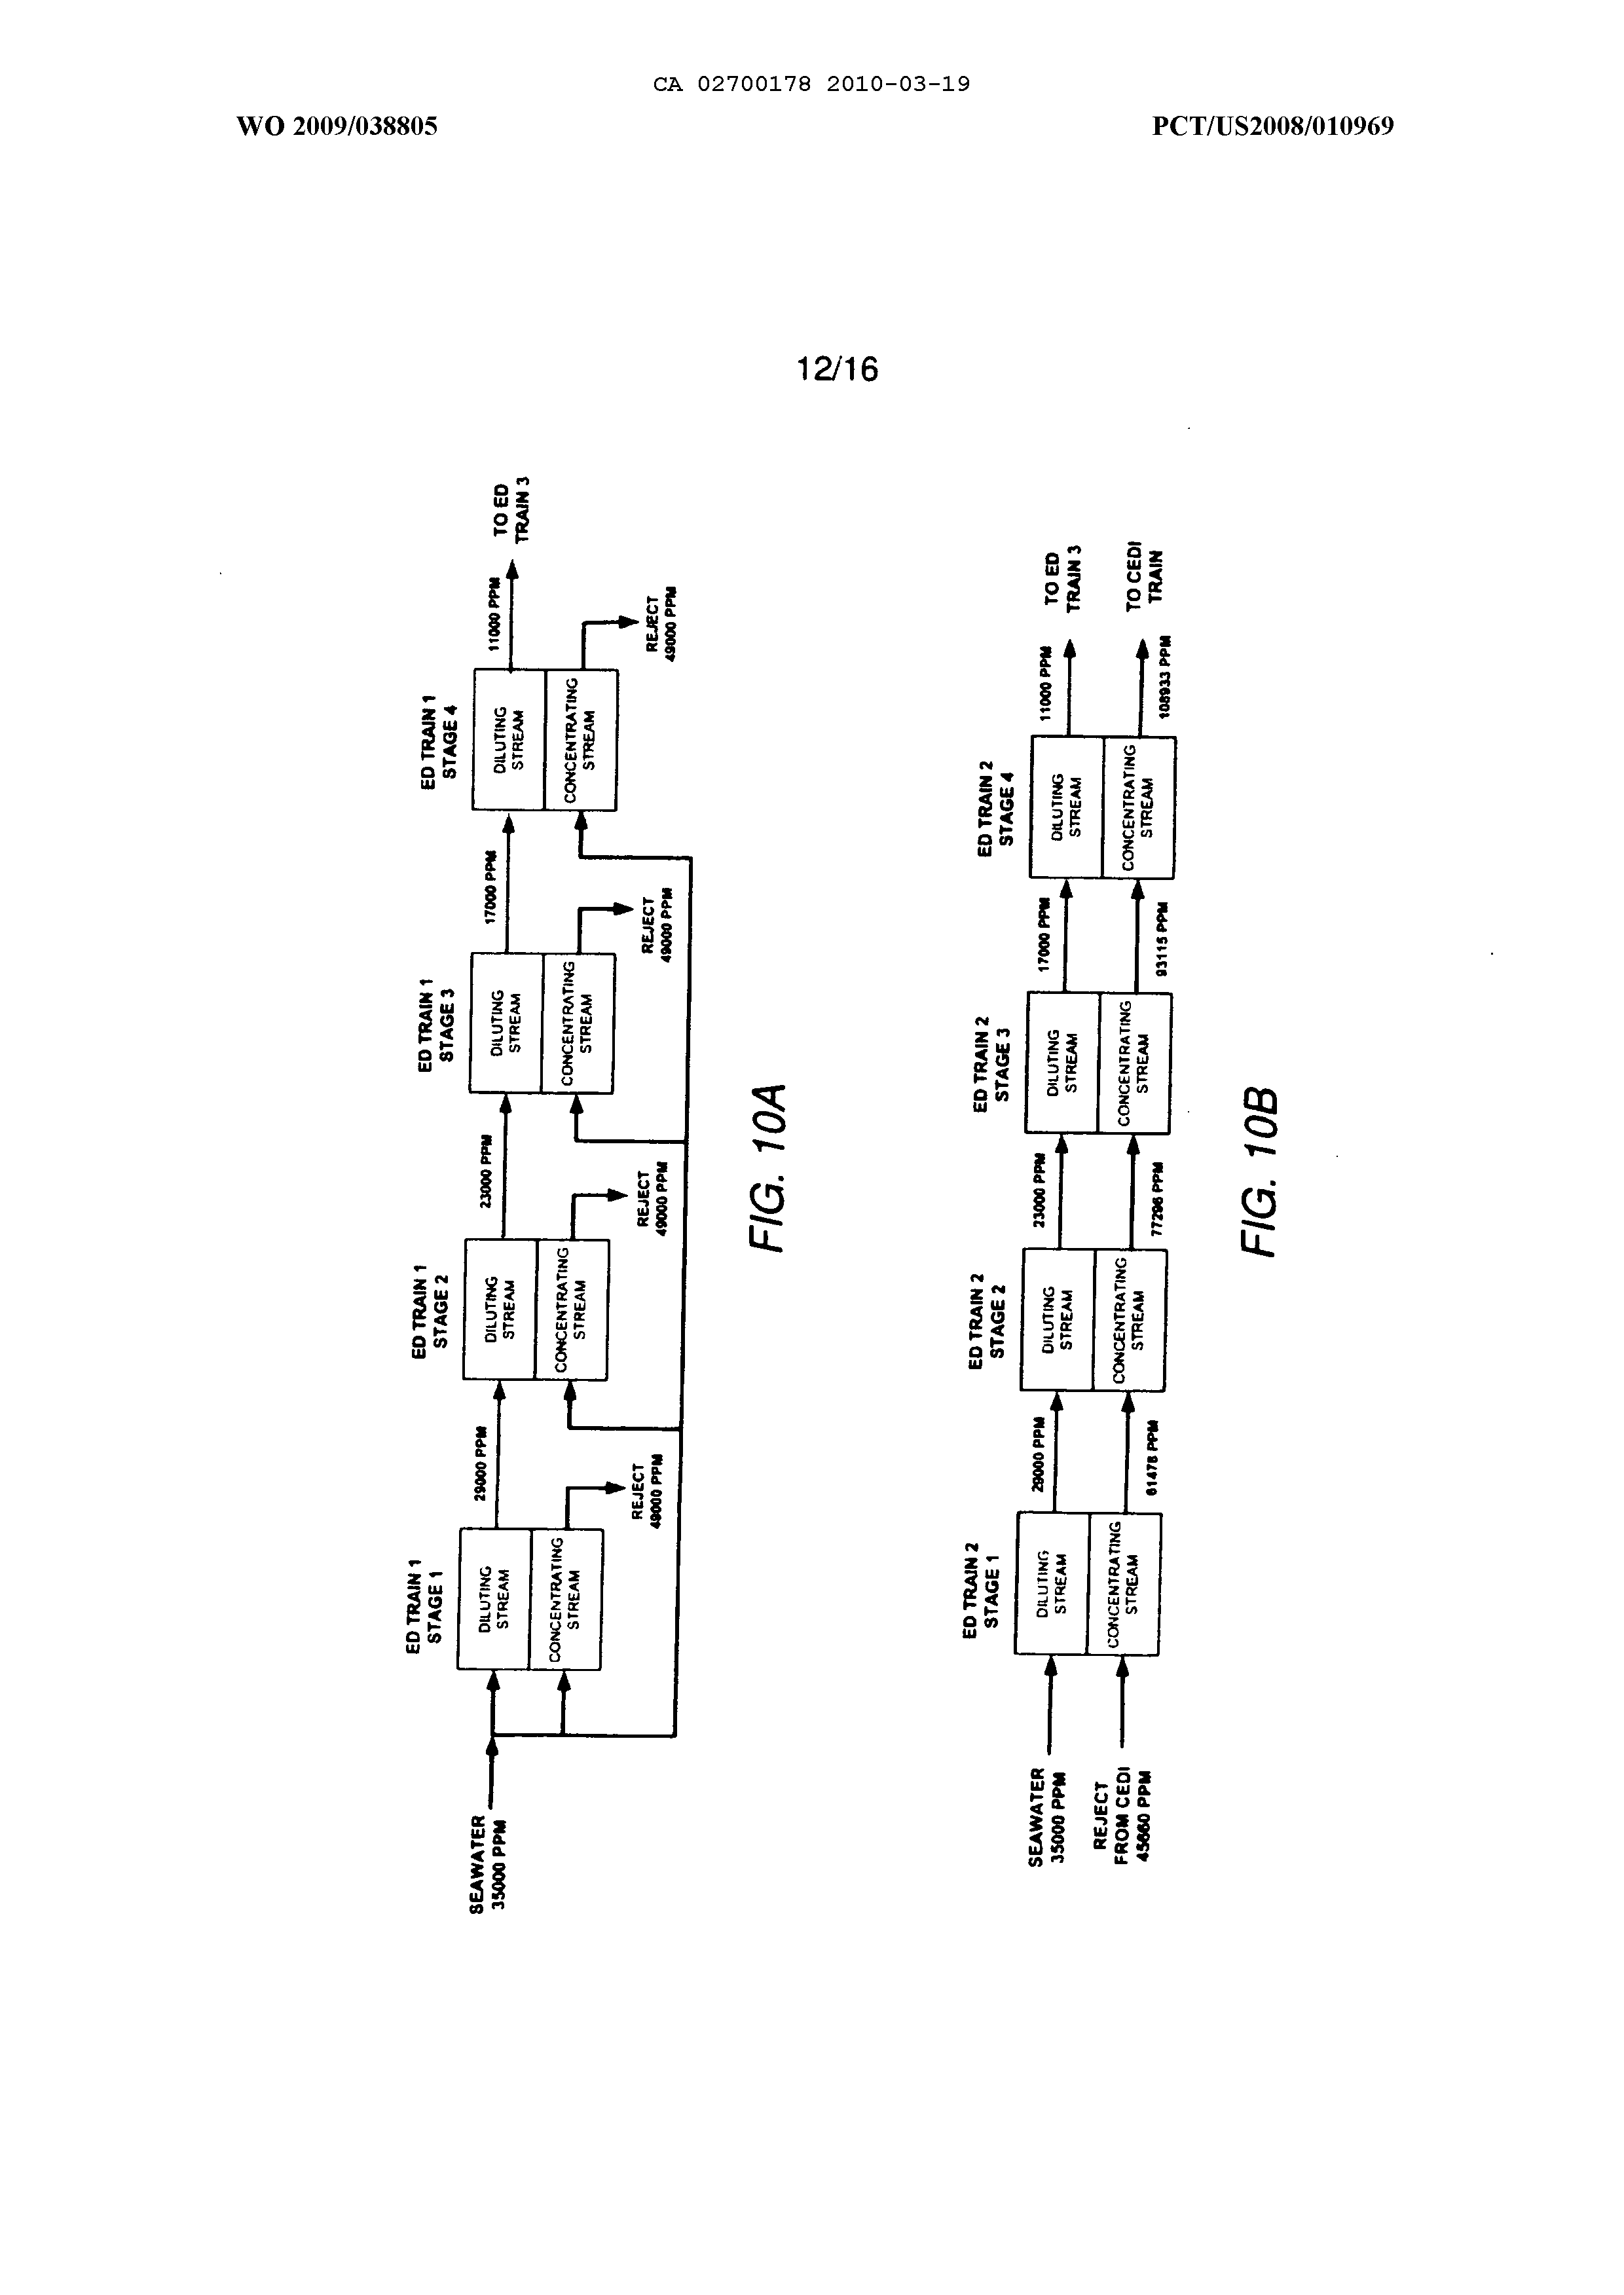 CA 02700178 2010-03-19
WO 2009/038805
PCT/US2008/010969
12/16
SEAWATER
35000 PPM
ED TRAIN 1
STAGE 1
DILUTING
STREAM
CONCENTRATING
STREAM
REJECT
49000 PPM
29000 PPM
ED TRAIN 1
STAGE 2
DILUTING
STREAM
CONCENTRATING
STREAM
REJECT
49000 PPM
23000 PPM
ED TRAIN 1
STAGE 3
DILUTING
STREAM
CONCENTRATING
STREAM
REJECT
49000 PPM
17000 PPM
ED TRAIN 1
STAGE 4
DILUTING
STREAM
CONCENTRATING
STREAM
REJECT
49000 PPM
11000 PPM
TO ED
TRAIN 3
FIG. 10A
SEAWATER
35000 PPM
REJECT
FROM CEDI
45660 PPM
ED TRAIN 2
STAGE 1
DILUTING
STREAM
CONCENTRATING
STREAM
29000 PPM
61478 PPM
ED TRAIN 2
STAGE 2
DILUTING
STREAM
CONCENTRATING
STREAM
23000 PPM
77296 PPM
ED TRAIN 2
STAGE 3
DILUTING
STREAM
CONCENTRATING
STREAM
17000 PPM
93115 PPM
ED TRAIN 2
STAGE 4
DILUTING
STREAM
CONCENTRATING
STREAM
11000 PPM
108933 PPM
TO ED
TRAIN 3
TO CEDI
TRAIN
FIG. 10B